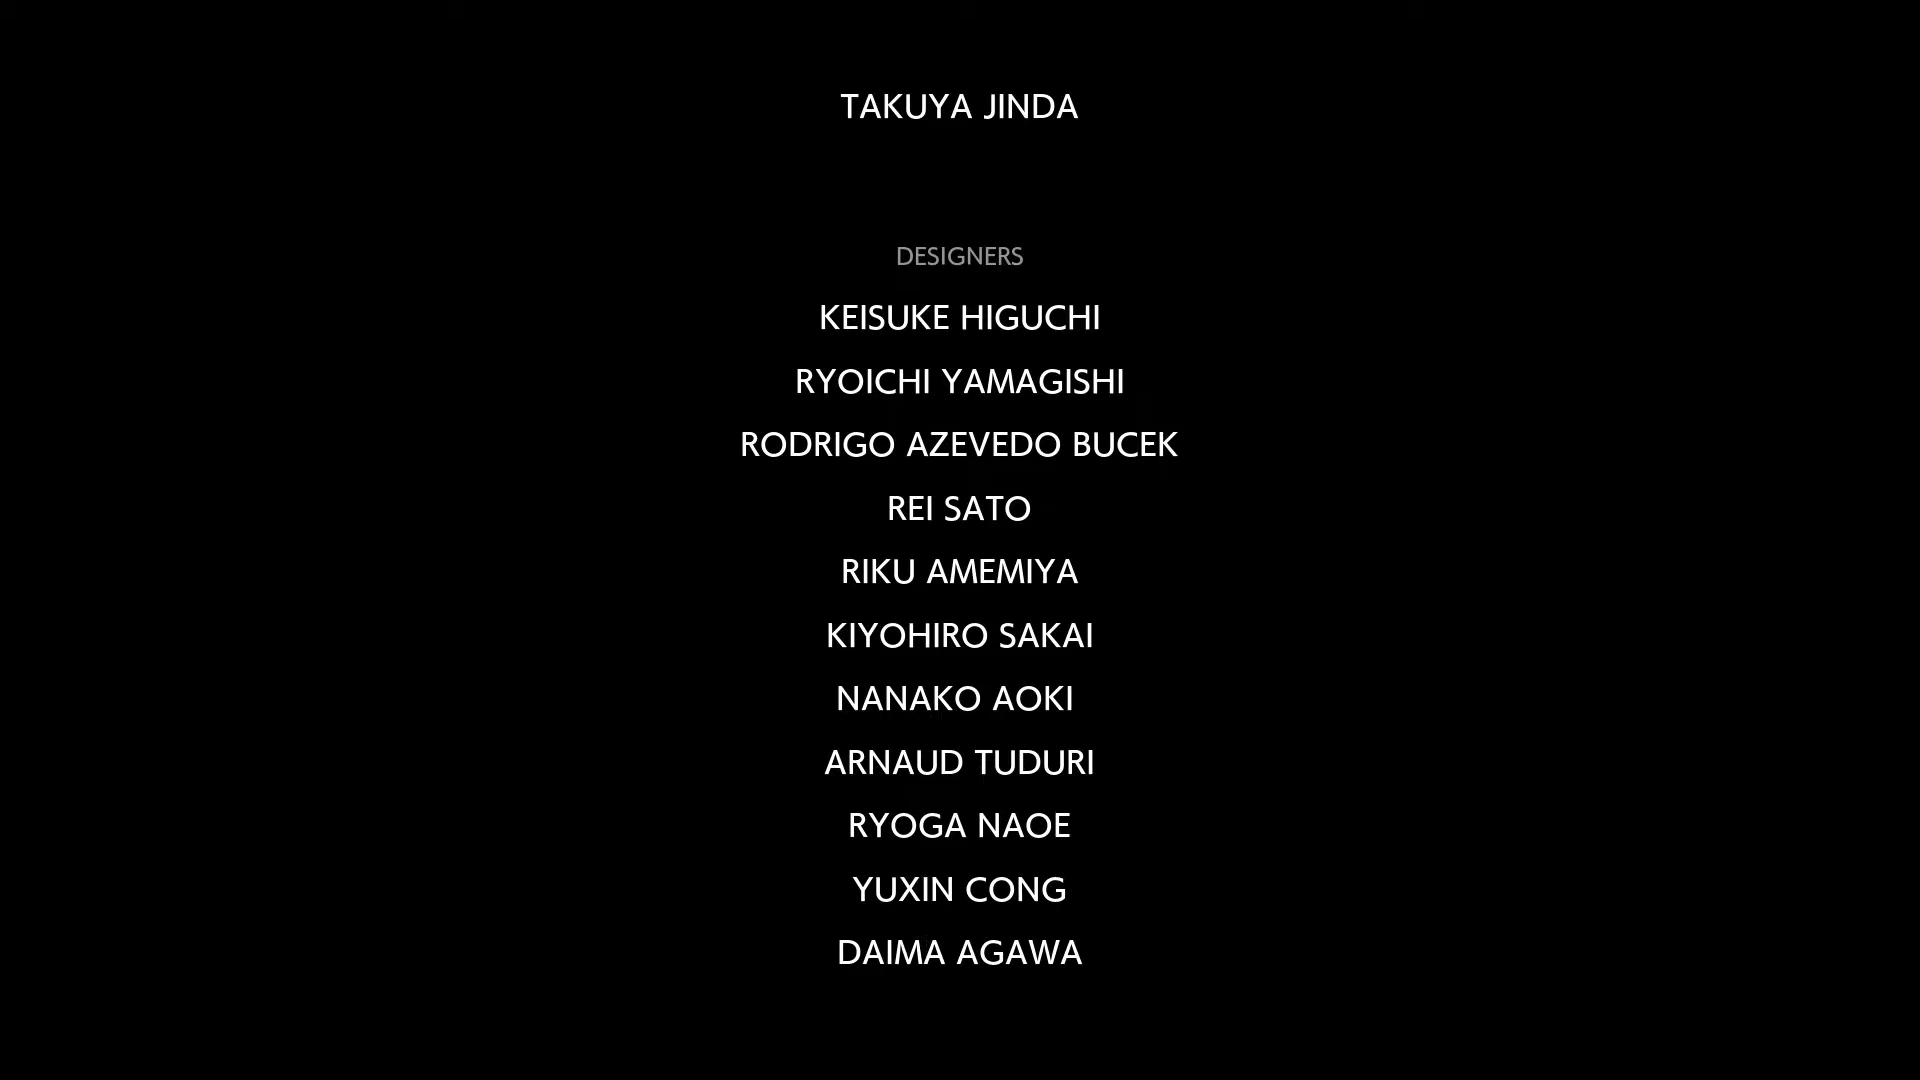 TAKUYA JINDA
DESIGNERS
KEISUKE HIGUCHI
RYOICHI YAMAGISHI
RODRIGO AZEVEDO BUCEK
REI SATO
RIKU AMEMIYA
KIYOHIRO SAKAI
NANAKO AOKI
ARNAUD TUDURI
RYOGA NAOE
YUXIN CONG
DAIMA AGAWA